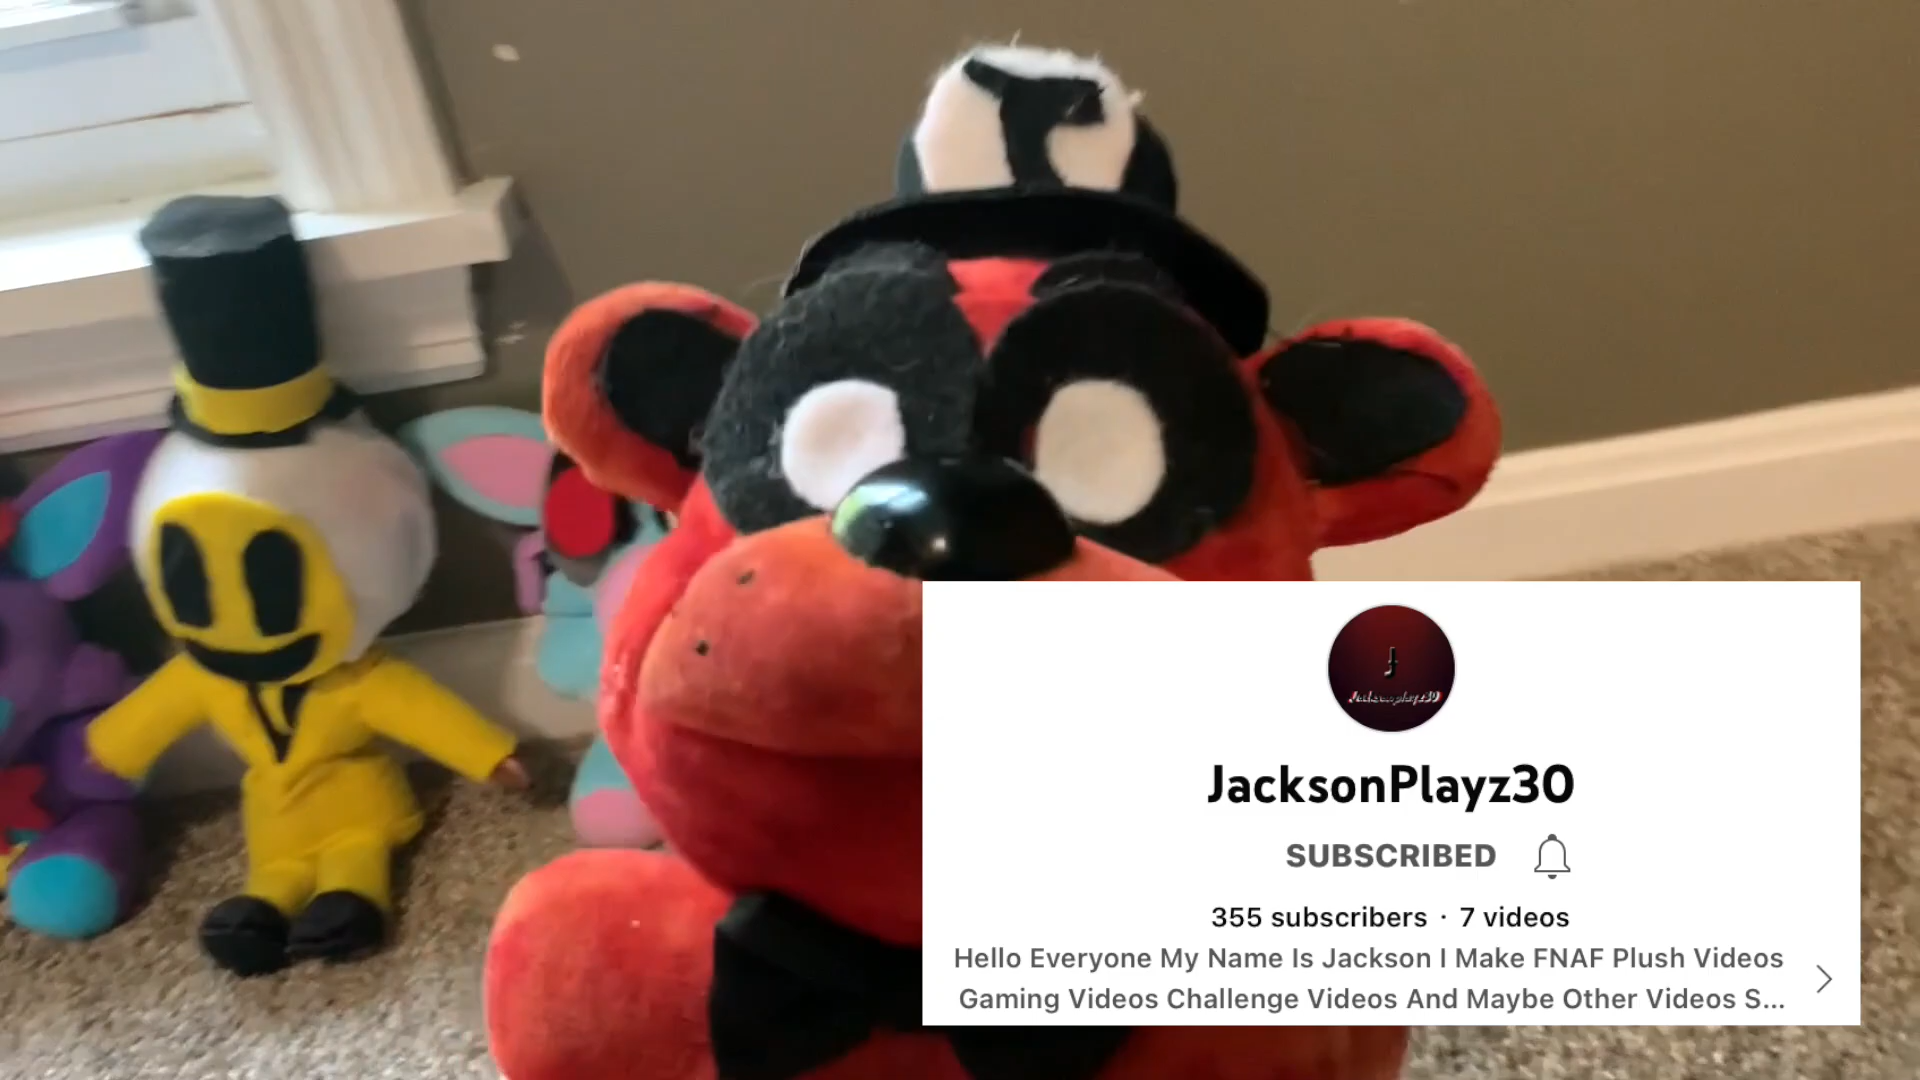 J
Jacksonplayz30
JacksonPlayz30
SUBSCRIBED
355 subscribers · 7 videos
Hello Everyone My Name Is Jackson I Make FNAF Plush Videos
Gaming Videos Challenge Videos And Maybe Other Videos S...